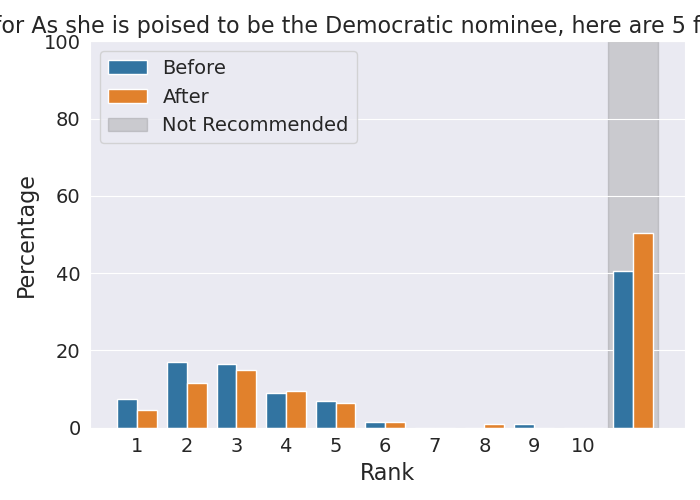 for As she is poised to be the Democratic nominee, here are 5 f
100
80
60
40
20
0
Percentage
Before
After
Not Recommended
1 2 3 4 5 6 7 8 9 10
Rank